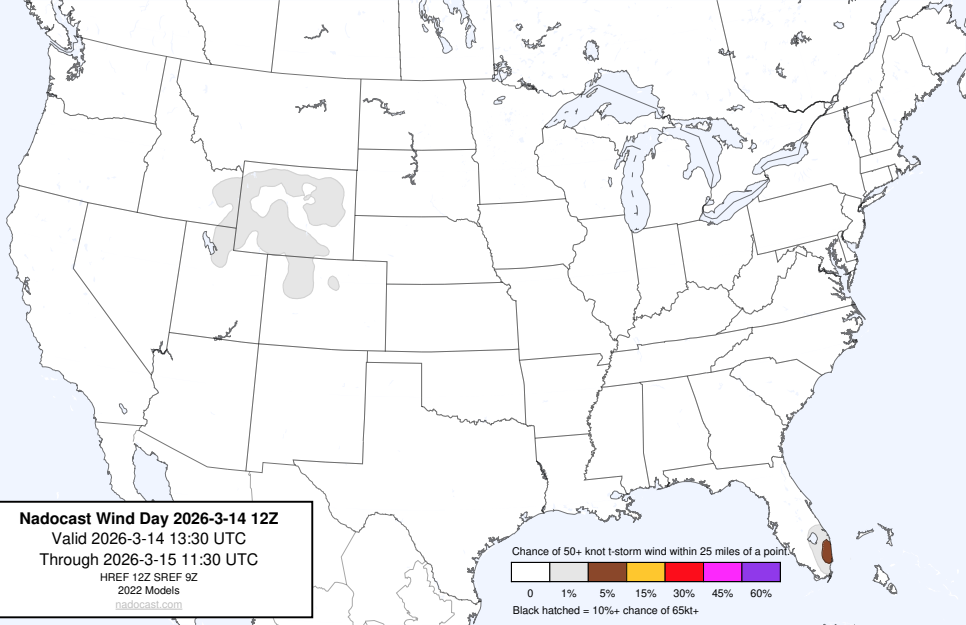 Nadocast Wind Day 2026-3-14 12Z
Valid 2026-3-14 13:30 UTC
Through 2026-3-15 11:30 UTC
HREF 12Z SREF 9Z
2022 Models
nadocast.com
Chance of 50+ knot t-storm wind within 25 miles of a point.
0 1% 5% 15% 30% 45% 60%
Black hatched = 10%+ chance of 65kt+